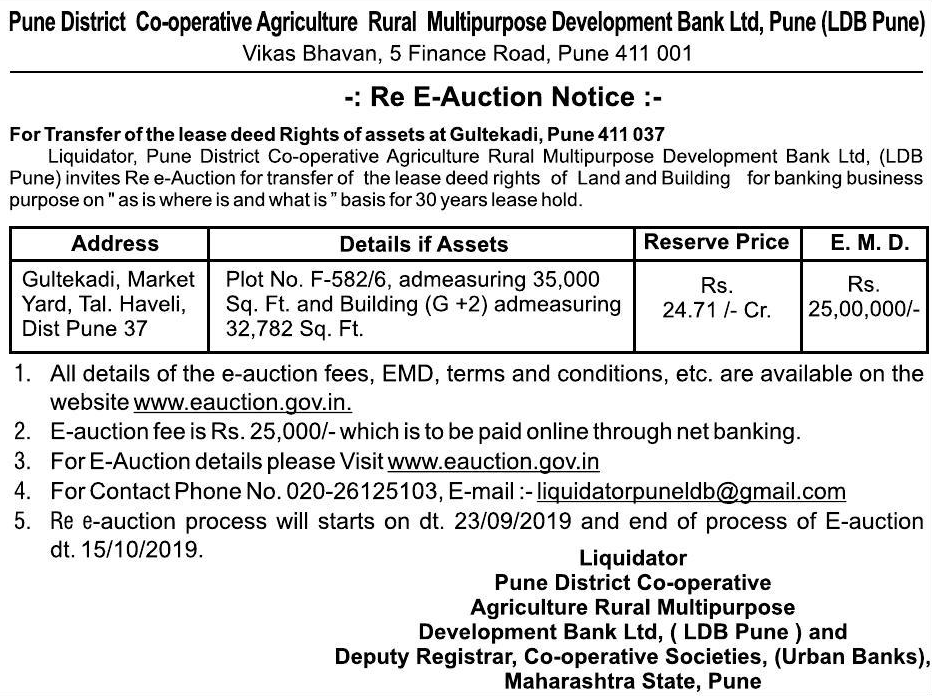 Pune District Co-operative Agriculture Rural Multipurpose Development Bank Ltd, Pune (LDB Pune)
Vikas Bhavan, 5 Finance Road, Pune 411 001
-: Re E-Auction Notice :-
For Transfer of the lease deed Rights of assets at Gultekadi, Pune 411 037
Liquidator, Pune District Co-operative Agriculture Rural Multipurpose Development Bank Ltd, (LDB
Pune) invites Re e-Auction for transfer of the lease deed rights of Land and Building for banking business
purpose on " as is where is and what is " basis for 30 years lease hold.
Address Details if Assets Reserve Price E. M. D.
Gultekadi, Market Plot No. F-582/6, admeasuring 35,000 Rs. Rs.
Yard, Tal. Haveli, Sq. Ft. and Building (G +2) admeasuring 24.71 /- Cr. 25,00,000/-
Dist Pune 37 32,782 Sq. Ft.
1. All details of the e-auction fees, EMD, terms and conditions, etc. are available on the
website www.eauction.gov.in.
2. E-auction fee is Rs. 25,000/- which is to be paid online through net banking.
3. For E-Auction details please Visit www.eauction.gov.in
4. For Contact Phone No. 020-26125103, E-mail :- liquidatorpuneldb@gmail.com
5. Re e-auction process will starts on dt. 23/09/2019 and end of process of E-auction
dt. 15/10/2019.
Liquidator
Pune District Co-operative
Agriculture Rural Multipurpose
Development Bank Ltd, ( LDB Pune ) and
Deputy Registrar, Co-operative Societies, (Urban Banks),
Maharashtra State, Pune